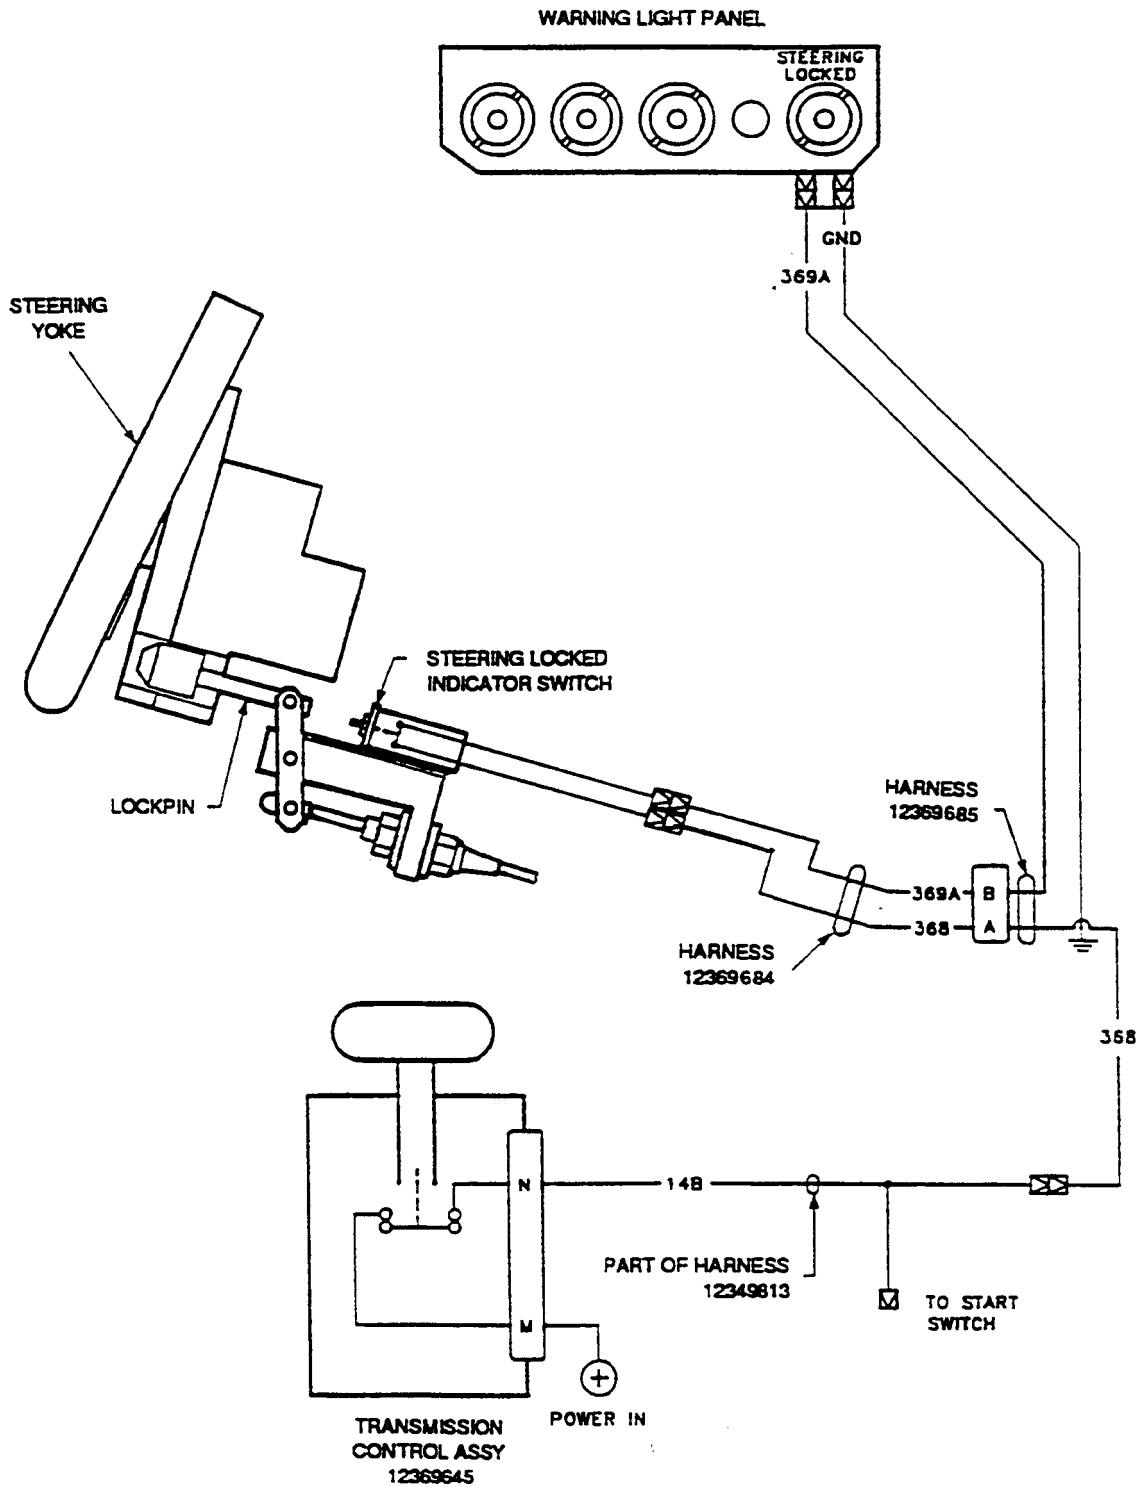 WARNING LIGHT PANEL
STEERING
LOCKED
GND
369A
STEERING
YOKE
STEERING LOCKED
INDICATOR SWITCH
LOCKPIN
HARNESS
12369685
369A
B
368
A
HARNESS
12369684
368
N
14B
PART OF HARNESS
12349813
TO START
SWITCH
M
POWER IN
TRANSMISSION
CONTROL ASSY
12369645